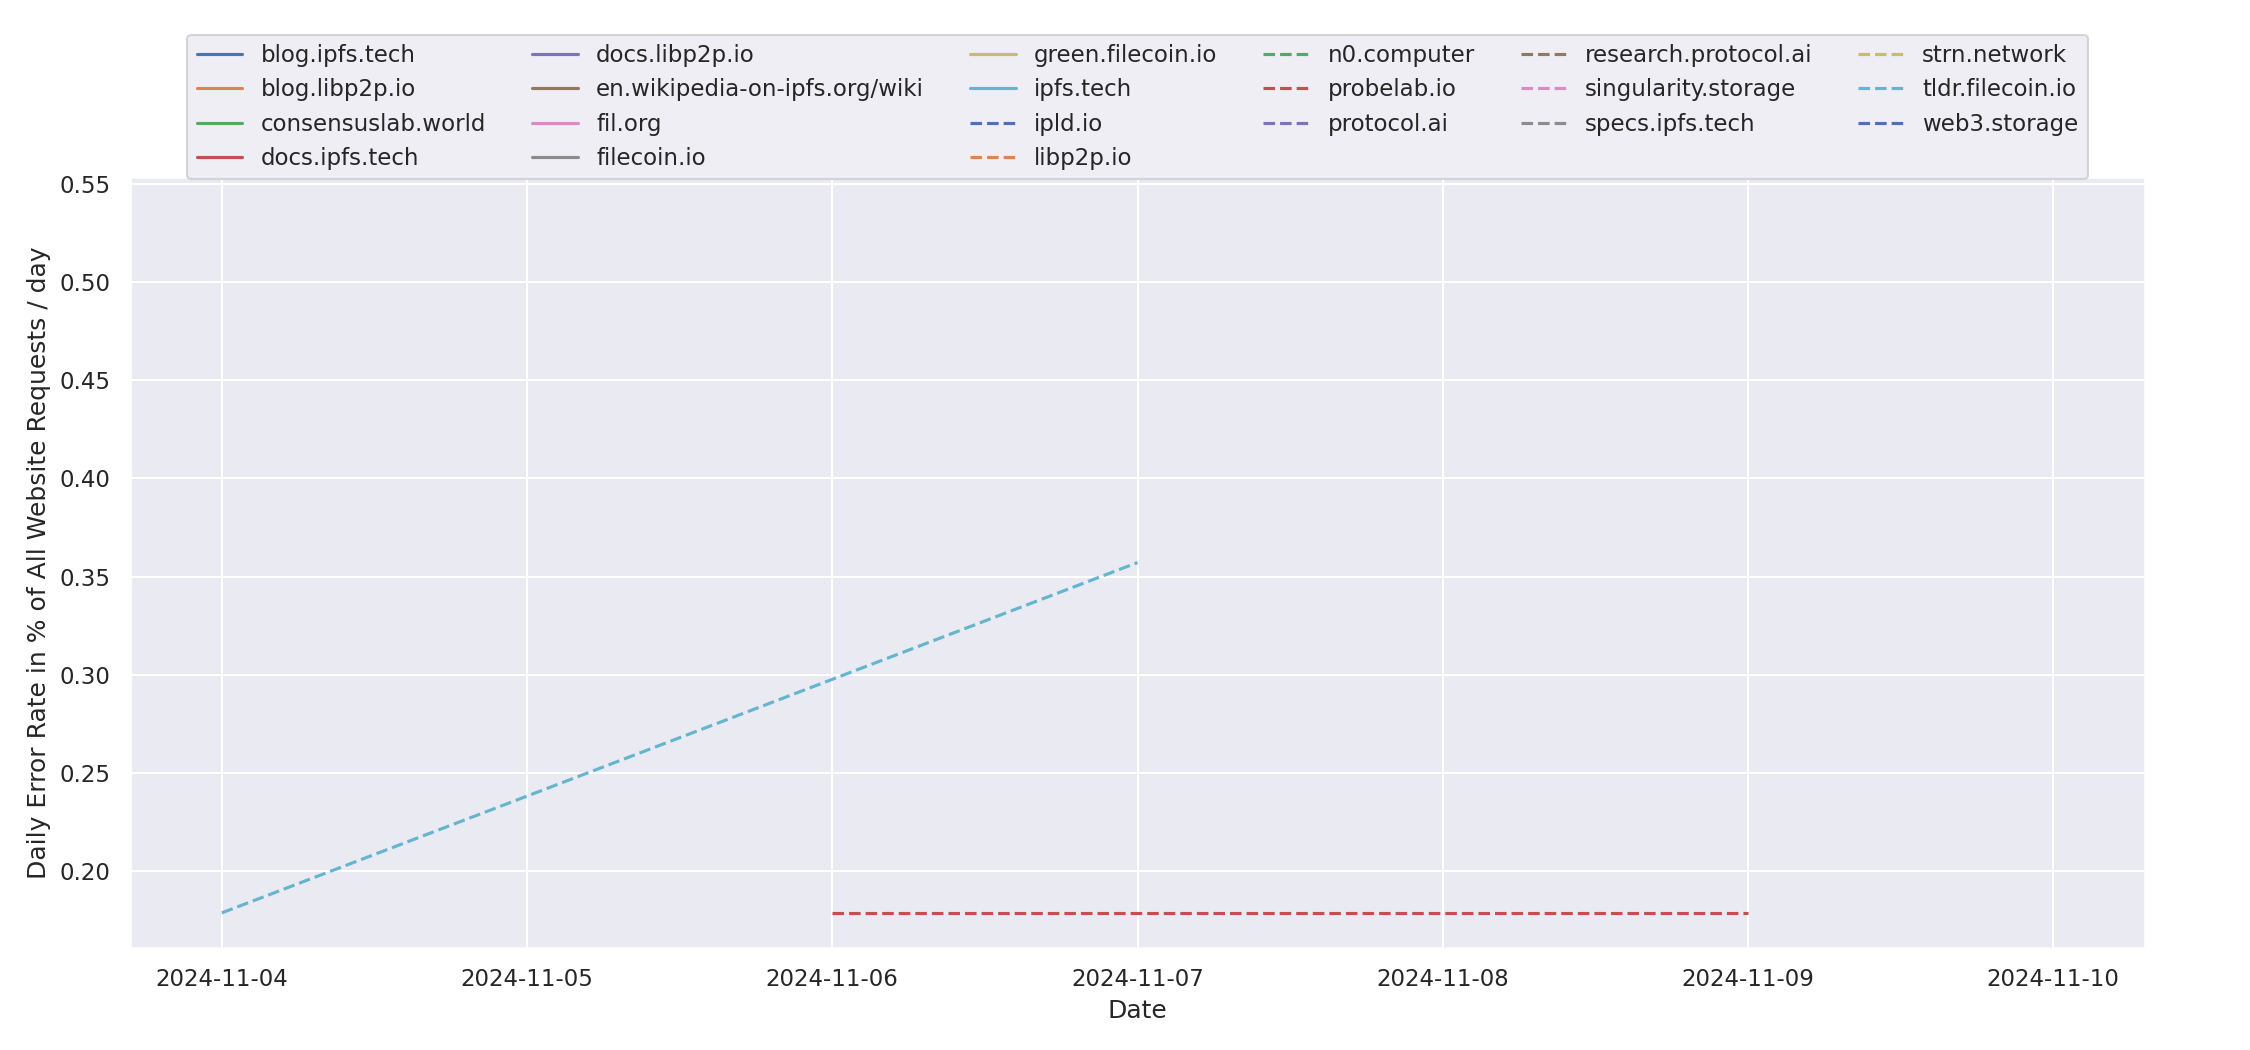 blog.ipfs.tech
blog.libp2p.io
consensuslab.world
docs.ipfs.tech
docs.libp2p.io
en.wikipedia-on-ipfs.org/wiki
fil.org
filecoin.io
green.filecoin.io
ipfs.tech
ipld.io
libp2p.io
n0.computer
probelab.io
protocol.ai
research.protocol.ai
singularity.storage
specs.ipfs.tech
strn.network
tldr.filecoin.io
web3.storage
Daily Error Rate in % of All Website Requests / day
0.55
0.50
0.45
0.40
0.35
0.30
0.25
0.20
2024-11-04 2024-11-05 2024-11-06 2024-11-07 2024-11-08 2024-11-09 2024-11-10
Date